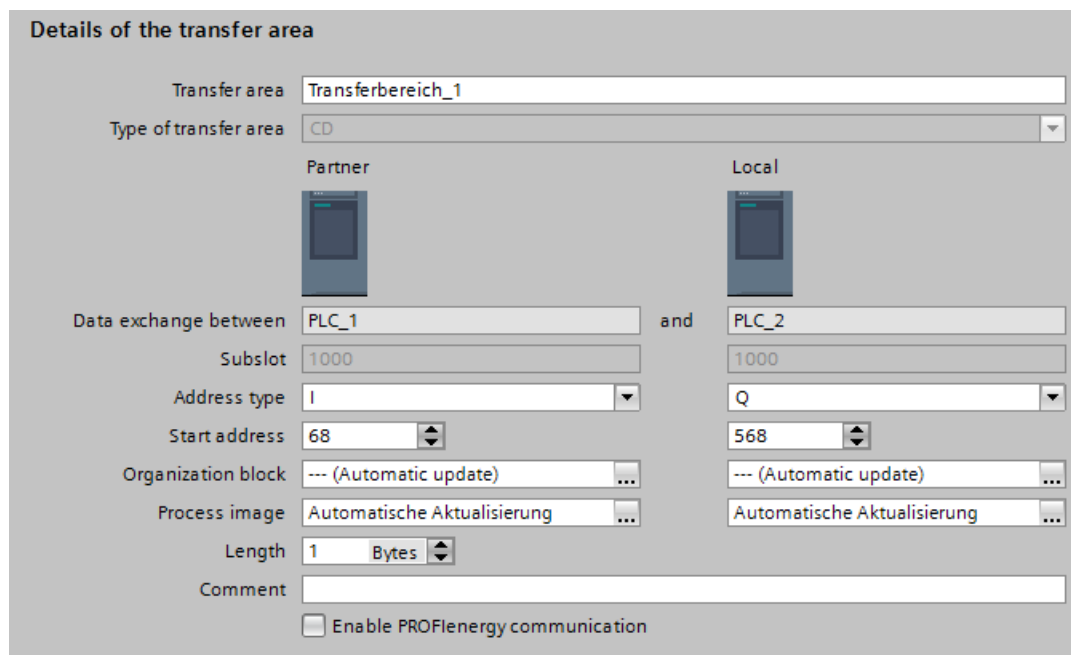 Details of the transfer area
Transfer area Transferbereich_1
Type of transfer area CD
Partner Local
Data exchange between PLC_1 and PLC_2
Subslot 1000 1000
Address type I Q
Start address 68 568
Organization block --- (Automatic update) ... --- (Automatic update) ...
Process image Automatische Aktualisierung ... Automatische Aktualisierung ...
Length 1 Bytes
Comment
Enable PROFIenergy communication